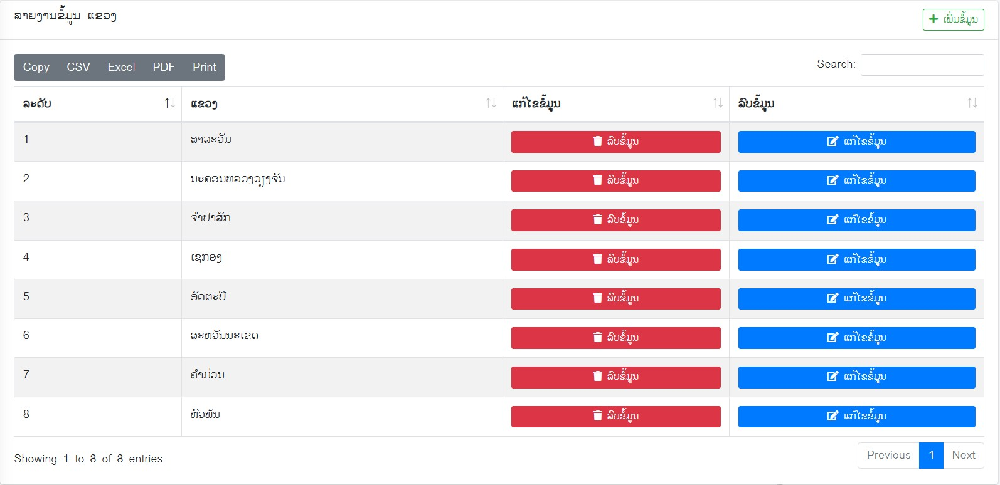 ລາຍງານຂໍ້ມູນ ແຂວງ
ເພີ່ມຂໍ້ມູນ
Copy CSV Excel PDF Print
Search:
ລະດັບ ແຂວງ ແກ້ໄຂຂໍ້ມູນ ລົບຂໍ້ມູນ
1 ສາລະວັນ ລົບຂໍ້ມູນ ແກ້ໄຂຂໍ້ມູນ
2 ນະຄອນຫລວງວຽງຈັນ ລົບຂໍ້ມູນ ແກ້ໄຂຂໍ້ມູນ
3 ຈຳປາສັກ ລົບຂໍ້ມູນ ແກ້ໄຂຂໍ້ມູນ
4 ເຊກອງ ລົບຂໍ້ມູນ ແກ້ໄຂຂໍ້ມູນ
5 ອັດຕະປື ລົບຂໍ້ມູນ ແກ້ໄຂຂໍ້ມູນ
6 ສະຫວັນນະເຂດ ລົບຂໍ້ມູນ ແກ້ໄຂຂໍ້ມູນ
7 ຄຳມ່ວນ ລົບຂໍ້ມູນ ແກ້ໄຂຂໍ້ມູນ
8 ຫົວພັນ ລົບຂໍ້ມູນ ແກ້ໄຂຂໍ້ມູນ
Showing 1 to 8 of 8 entries
Previous 1 Next